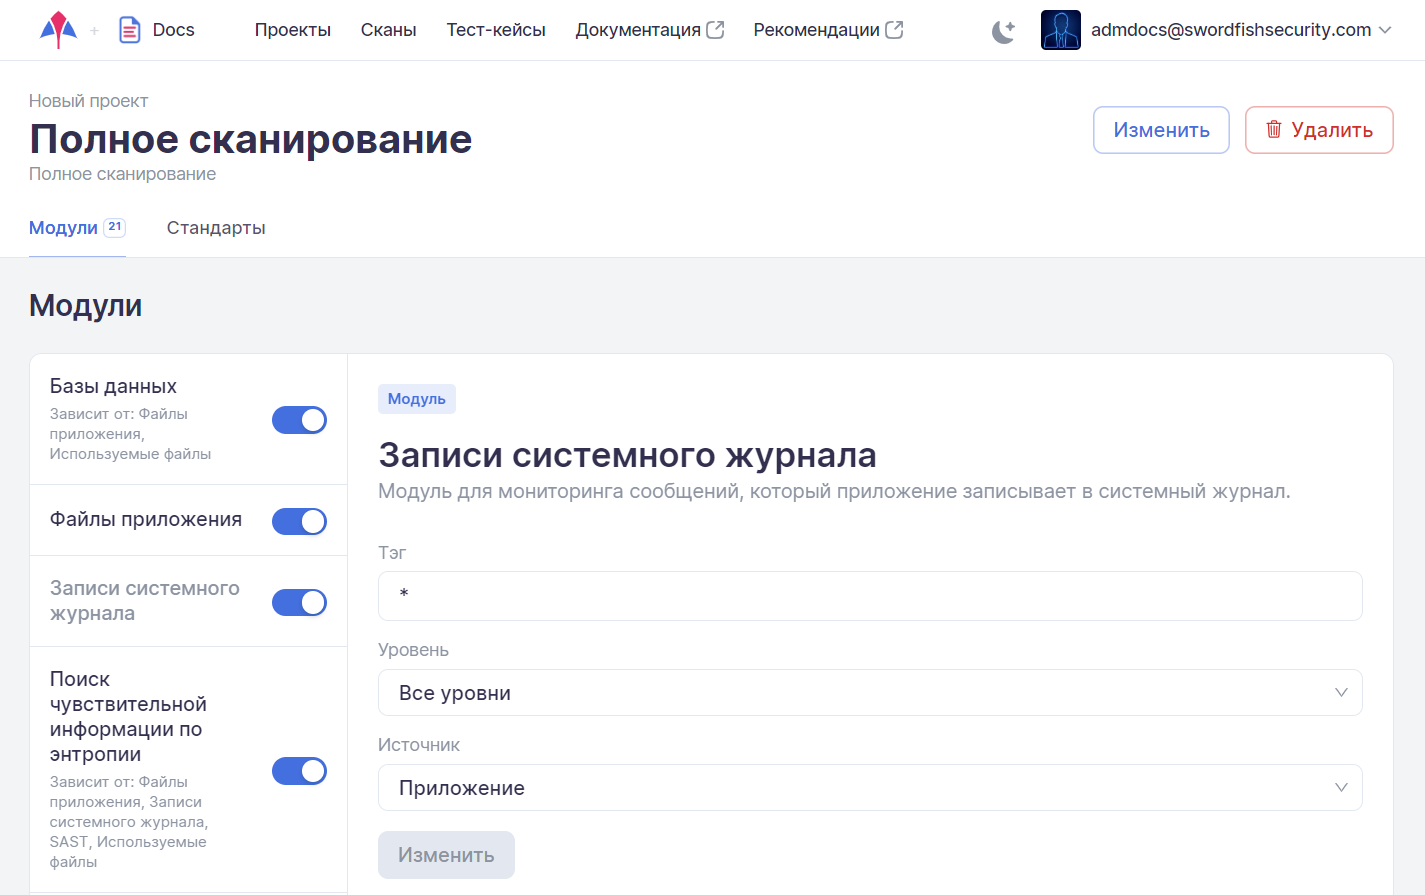 Docs
Проекты
Сканы
Тест-кейсы
Документация
Рекомендации
admdocs@swordfishsecurity.com
Новый проект
Полное сканирование
Полное сканирование
Изменить
Удалить
Модули 21
Стандарты
Модули
Базы данных
Зависит от: Файлы
приложения,
Используемые файлы
Файлы приложения
Записи системного
журнала
Поиск
чувствительной
информации по
энтропии
Зависит от: Файлы
приложения, Записи
системного журнала,
SAST, Используемые
файлы
Модуль
Записи системного журнала
Модуль для мониторинга сообщений, который приложение записывает в системный журнал.
Тэг
*
Уровень
Все уровни
Источник
Приложение
Изменить